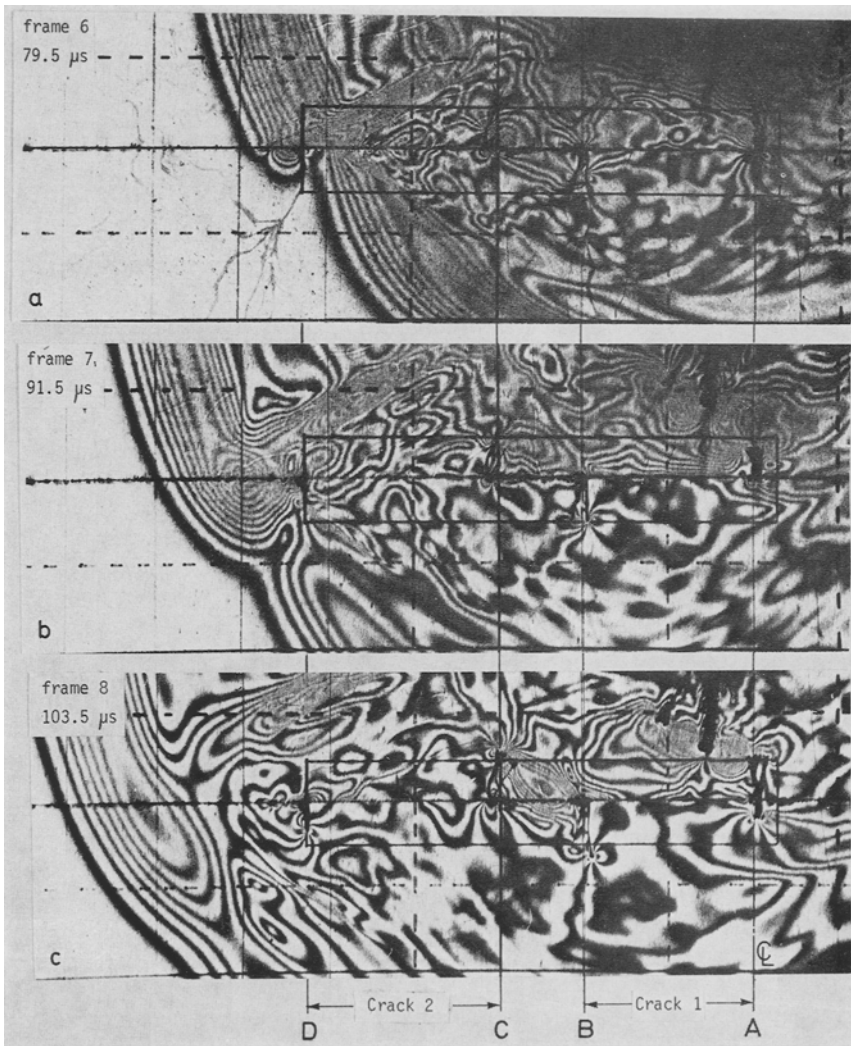 frame 6
79.5 µs
a
frame 7
91.5 µs
b
frame 8
103.5 µs
c
℄
Crack 2
Crack 1
D
C
B
A